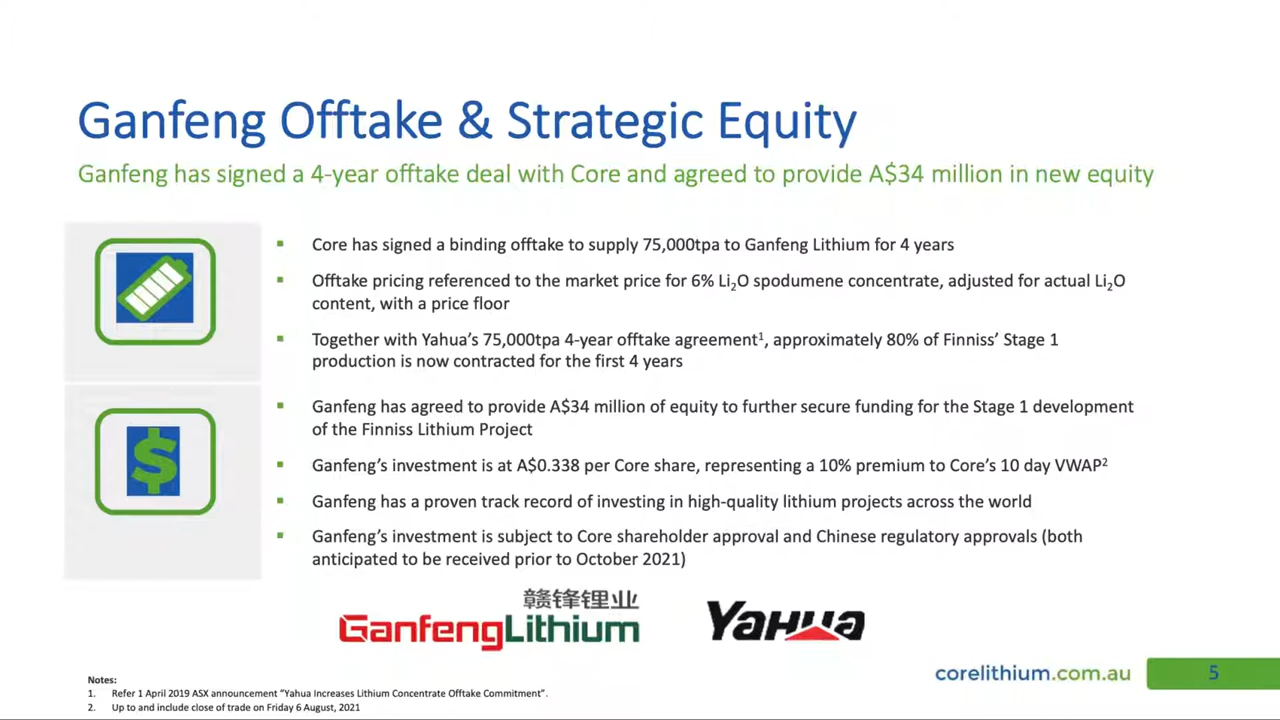 Ganfeng Offtake & Strategic Equity
Ganfeng has signed a 4-year offtake deal with Core and agreed to provide A$34 million in new equity
▪ Core has signed a binding offtake to supply 75,000tpa to Ganfeng Lithium for 4 years
▪ Offtake pricing referenced to the market price for 6% Li₂O spodumene concentrate, adjusted for actual Li₂O
content, with a price floor
▪ Together with Yahua's 75,000tpa 4-year offtake agreement¹, approximately 80% of Finniss' Stage 1
production is now contracted for the first 4 years
$
▪ Ganfeng has agreed to provide A$34 million of equity to further secure funding for the Stage 1 development
of the Finniss Lithium Project
▪ Ganfeng's investment is at A$0.338 per Core share, representing a 10% premium to Core's 10 day VWAP²
▪ Ganfeng has a proven track record of investing in high-quality lithium projects across the world
▪ Ganfeng's investment is subject to Core shareholder approval and Chinese regulatory approvals (both
anticipated to be received prior to October 2021)
赣锋锂业
GanfengLithium
Yahua
corelithium.com.au
5
Notes:
1. Refer 1 April 2019 ASX announcement "Yahua Increases Lithium Concentrate Offtake Commitment".
2. Up to and include close of trade on Friday 6 August, 2021